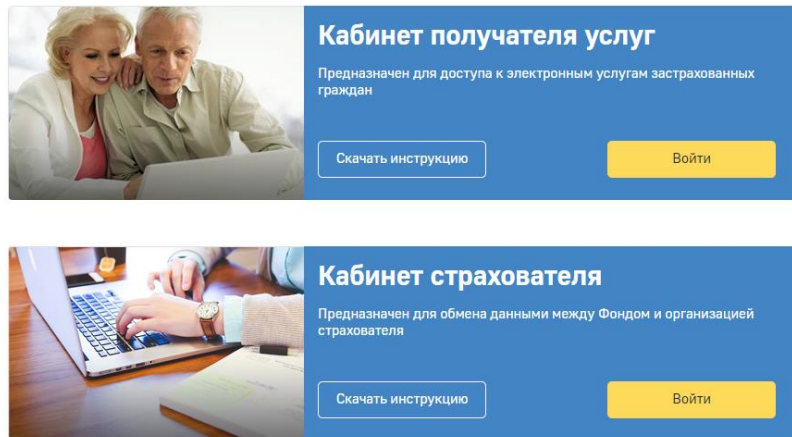 Кабинет получателя услуг
Предназначен для доступа к электронным услугам застрахованных
граждан
Скачать инструкцию
Войти
Кабинет страхователя
Предназначен для обмена данными между Фондом и организацией
страхователя
Скачать инструкцию
Войти